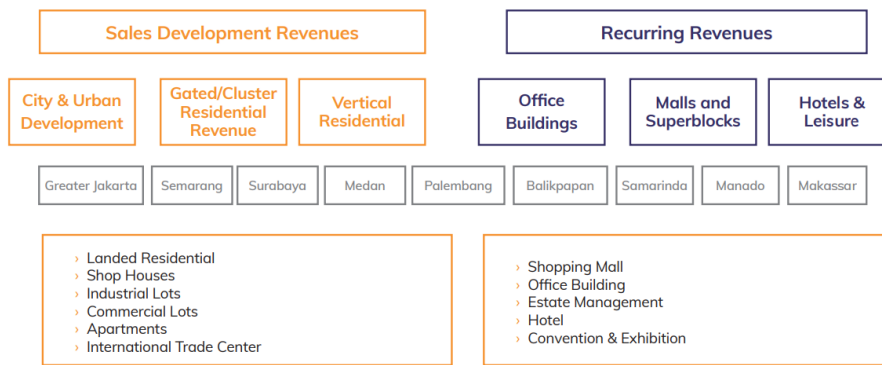 Sales Development Revenues
Recurring Revenues
City & Urban
Development
Gated/Cluster
Residential
Revenue
Vertical
Residential
Office
Buildings
Malls and
Superblocks
Hotels &
Leisure
Greater Jakarta
Semarang
Surabaya
Medan
Palembang
Balikpapan
Samarinda
Manado
Makassar
› Landed Residential
› Shop Houses
› Industrial Lots
› Commercial Lots
› Apartments
› International Trade Center
› Shopping Mall
› Office Building
› Estate Management
› Hotel
› Convention & Exhibition